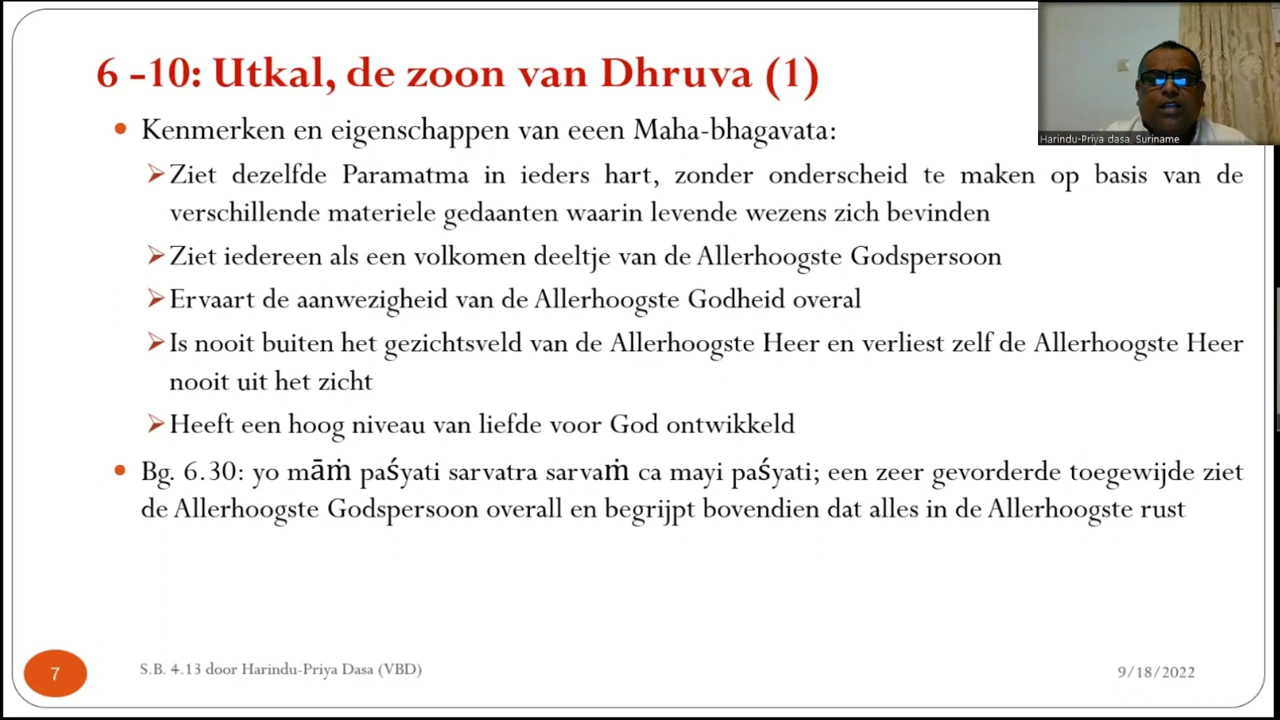 6 -10: Utkal, de zoon van Dhruva (1)
Kenmerken en eigenschappen van eeen Maha-bhagavata:
Ziet dezelfde Paramatma in ieders hart, zonder onderscheid te maken op basis van de
verschillende materiele gedaanten waarin levende wezens zich bevinden
Ziet iedereen als een volkomen deeltje van de Allerhoogste Godspersoon
Ervaart de aanwezigheid van de Allerhoogste Godheid overal
Is nooit buiten het gezichtsveld van de Allerhoogste Heer en verliest zelf de Allerhoogste Heer
nooit uit het zicht
Heeft een hoog niveau van liefde voor God ontwikkeld
Bg. 6.30: yo māṁ paśyati sarvatra sarvaṁ ca mayi paśyati; een zeer gevorderde toegewijde ziet
de Allerhoogste Godspersoon overall en begrijpt bovendien dat alles in de Allerhoogste rust
7
S.B. 4.13 door Harindu-Priya Dasa (VBD)
9/18/2022
Harindu-Priya dasa, Suriname